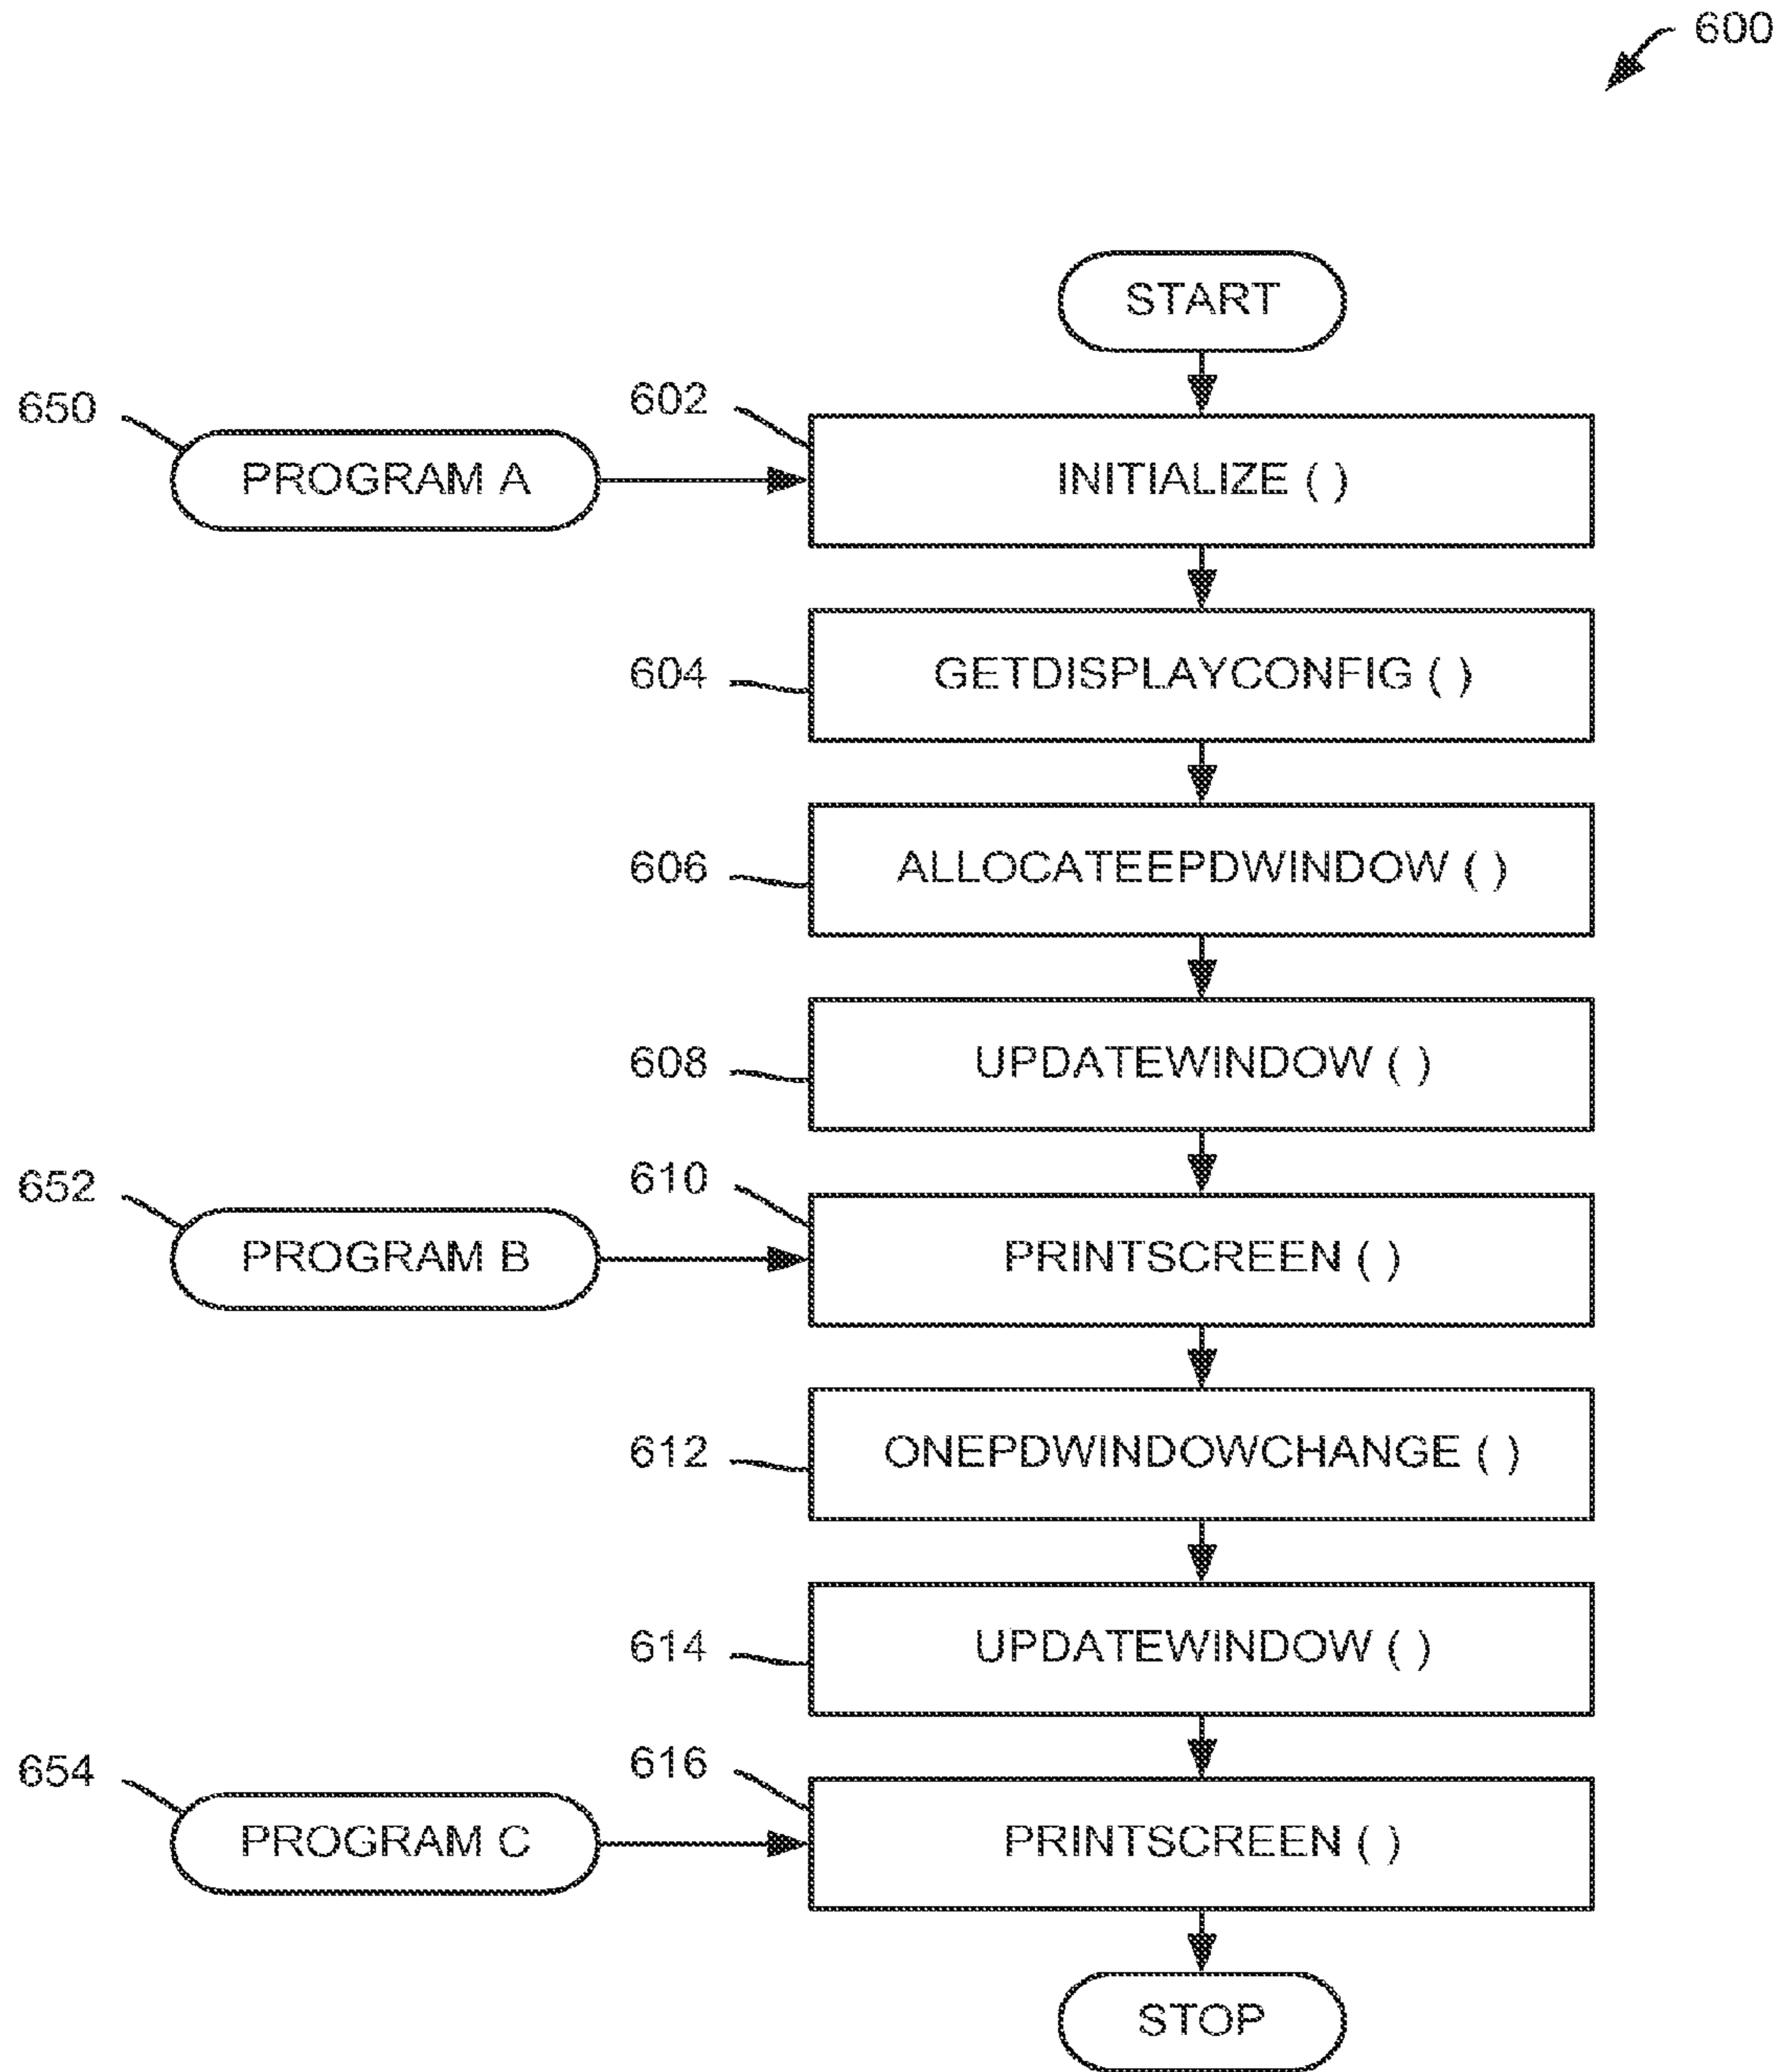 600
START
650
602
PROGRAM A
INITIALIZE ( )
604
GETDISPLAYCONFIG ( )
606
ALLOCATEEPDWINDOW ( )
608
UPDATEWINDOW ( )
652
610
PROGRAM B
PRINTSCREEN ( )
612
ONEPDWINDOWCHANGE ( )
614
UPDATEWINDOW ( )
654
616
PROGRAM C
PRINTSCREEN ( )
STOP